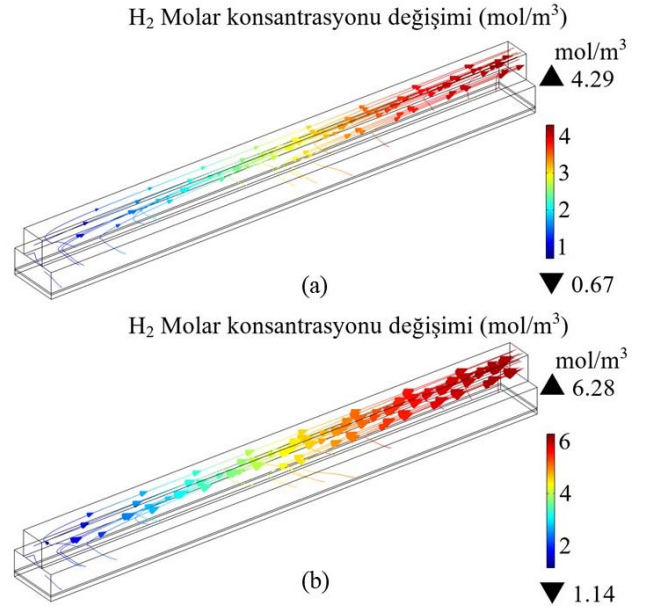 H₂ Molar konsantrasyonu değişimi (mol/m³)
mol/m³
▲ 4.29
4
3
2
1
▼ 0.67
(a)
H₂ Molar konsantrasyonu değişimi (mol/m³)
mol/m³
▲ 6.28
6
4
2
▼ 1.14
(b)